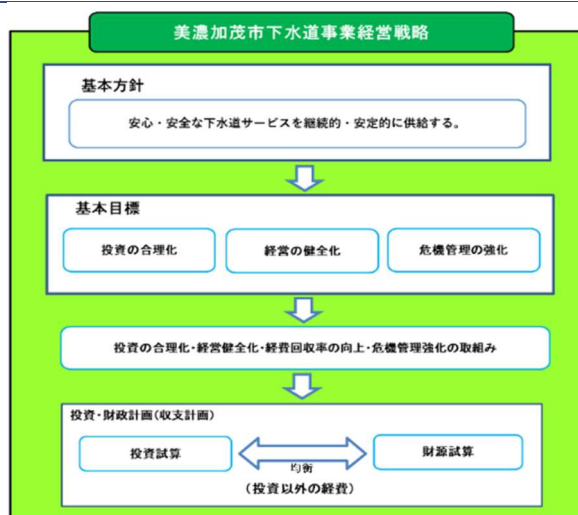 美濃加茂市下水道事業経営戦略
基本方針
安心・安全な下水道サービスを継続的・安定的に供給する。
基本目標
投資の合理化
経営の健全化
危機管理の強化
投資の合理化・経営健全化・経費回収率の向上・危機管理強化の取組み
投資・財政計画(収支計画)
投資試算
財源試算
均衡
(投資以外の経費)